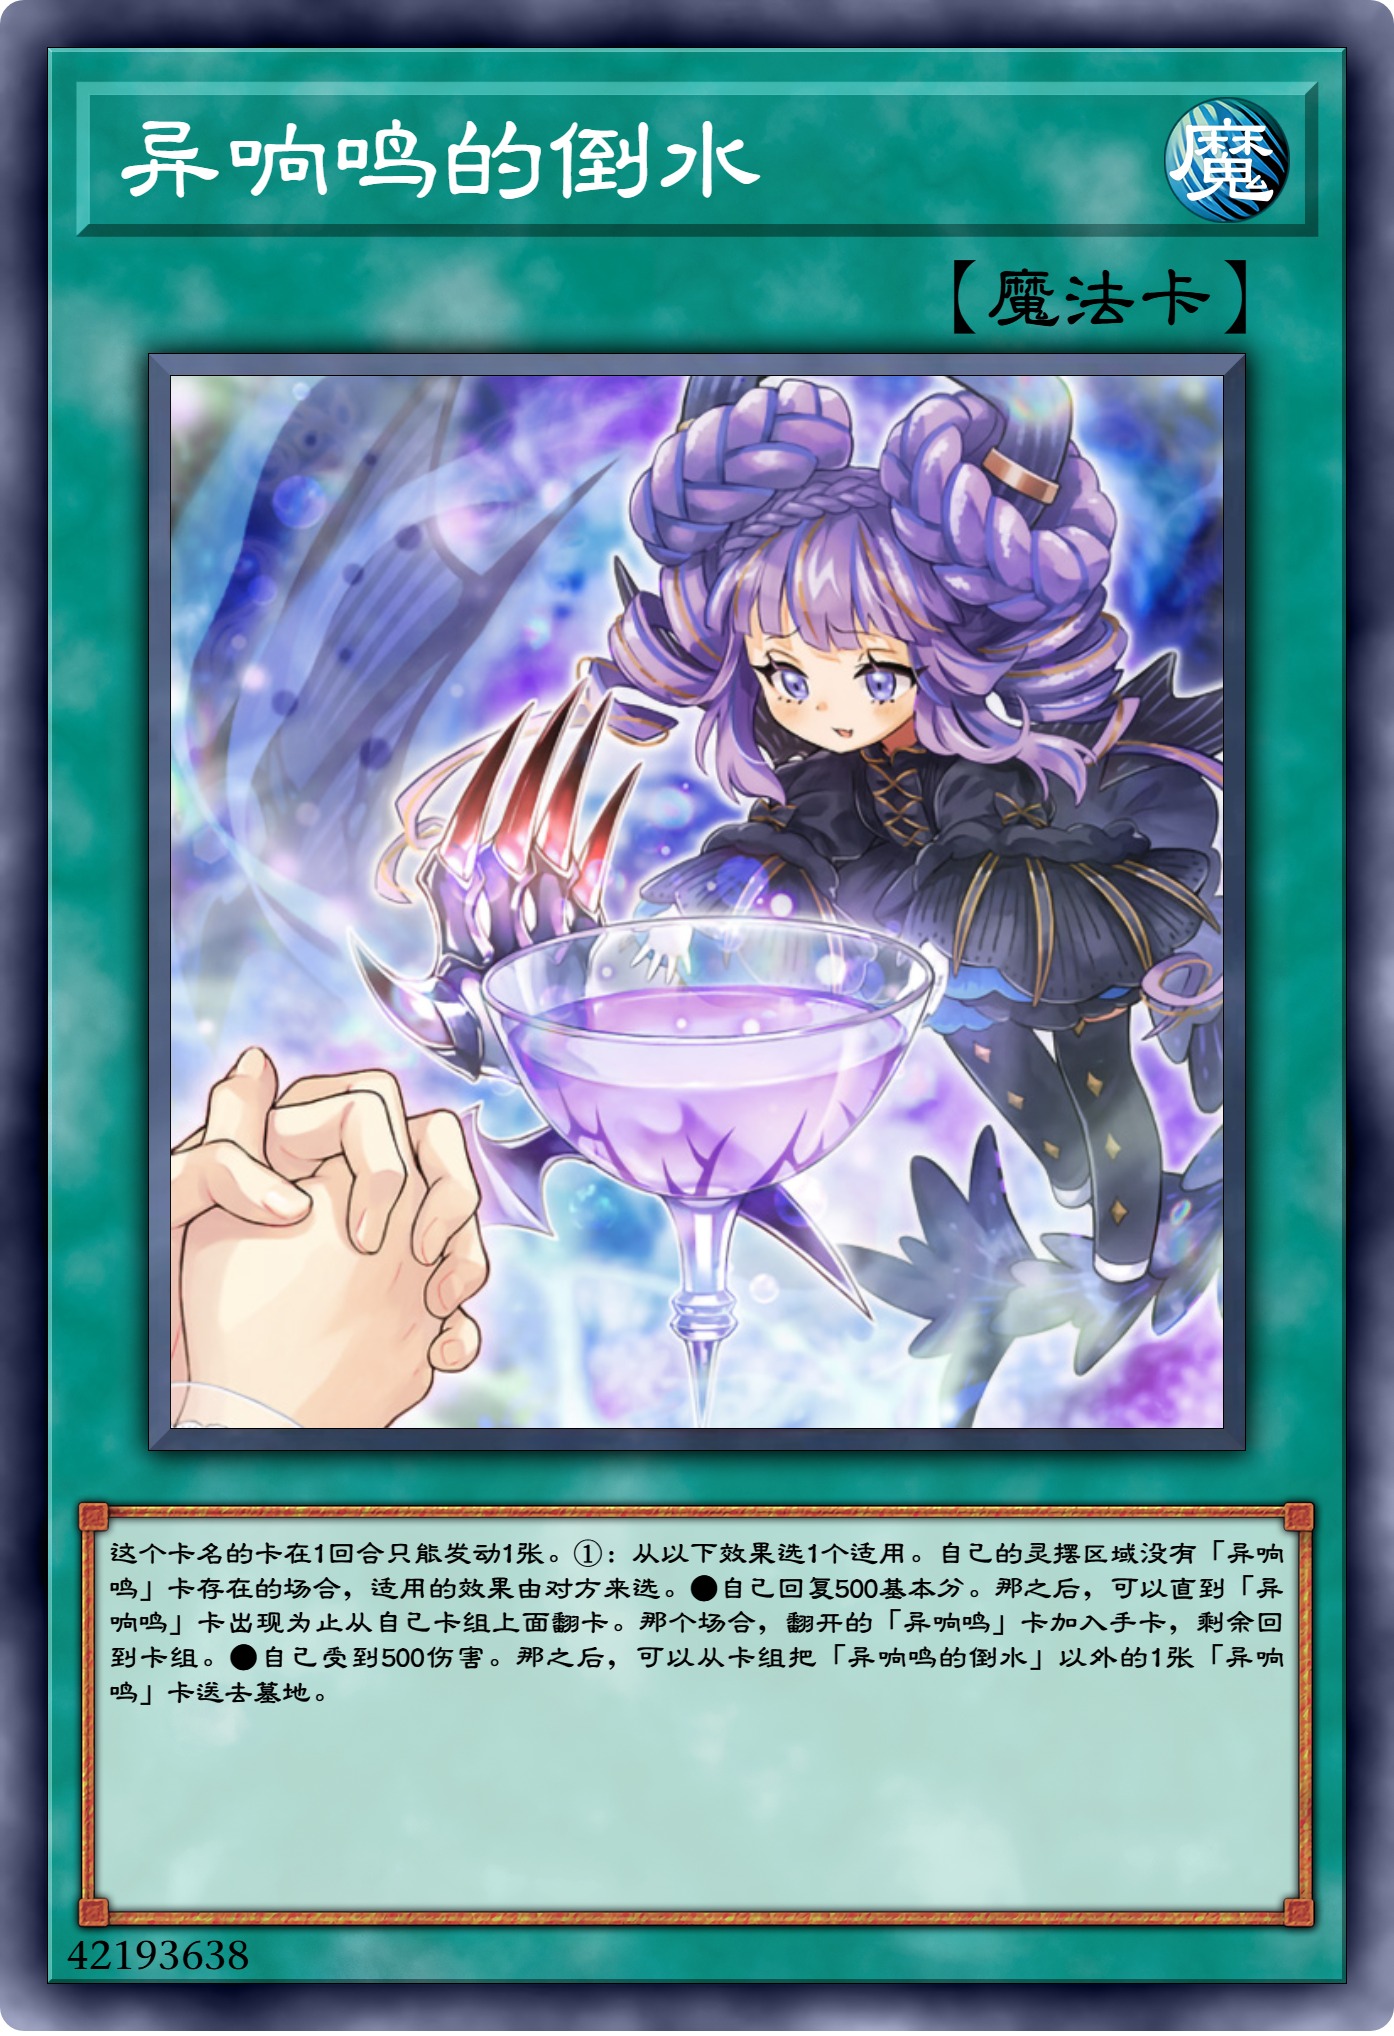 异响鸣的倒水
魔
【魔法卡】
这个卡名的卡在1回合只能发动1张。①：从以下效果选1个适用。自己的灵摆区域没有「异响
鸣」卡存在的场合，适用的效果由对方来选。●自己回复500基本分。那之后，可以直到「异
响鸣」卡出现为止从自己卡组上面翻卡。那个场合，翻开的「异响鸣」卡加入手卡，剩余回
到卡组。●自己受到500伤害。那之后，可以从卡组把「异响鸣的倒水」以外的1张「异响
鸣」卡送去墓地。
42193638